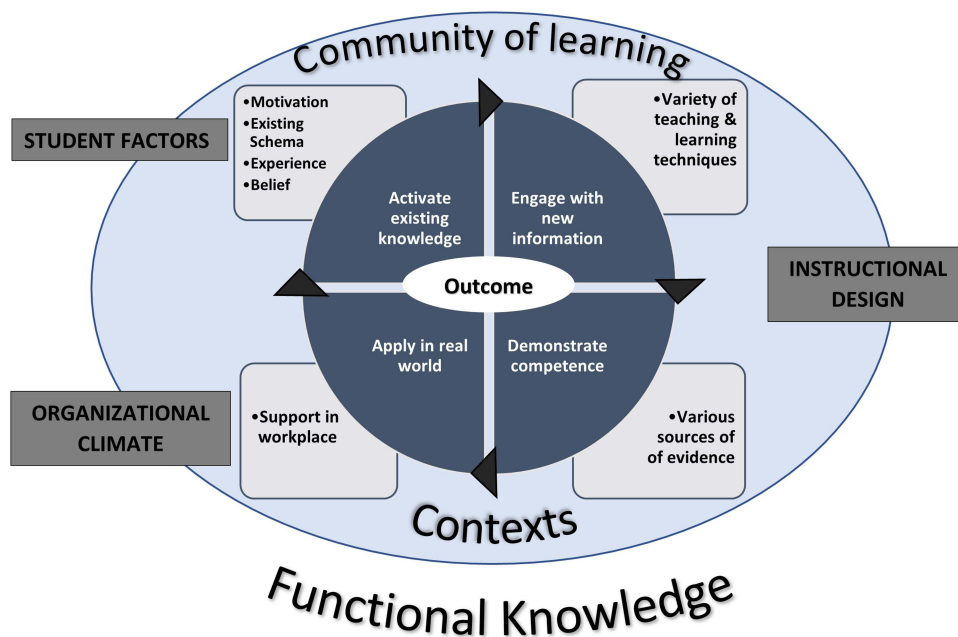 Community of learning
•Motivation
•Existing
Schema
•Experience
•Belief
•Variety of
teaching &
learning
techniques
STUDENT FACTORS
Activate
existing
knowledge
Engage with
new
information
Outcome
INSTRUCTIONAL
DESIGN
Apply in real
world
Demonstrate
competence
ORGANIZATIONAL
CLIMATE
•Support in
workplace
•Various
sources of
of evidence
Contexts
Functional Knowledge